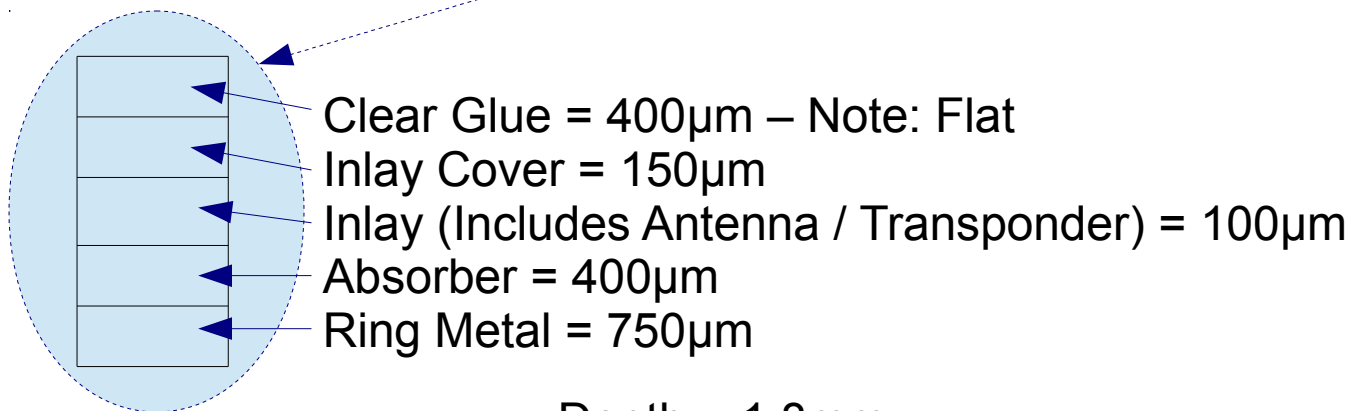 Clear Glue = 400µm – Note: Flat
Inlay Cover = 150µm
Inlay (Includes Antenna / Transponder) = 100µm
Absorber = 400µm
Ring Metal = 750µm